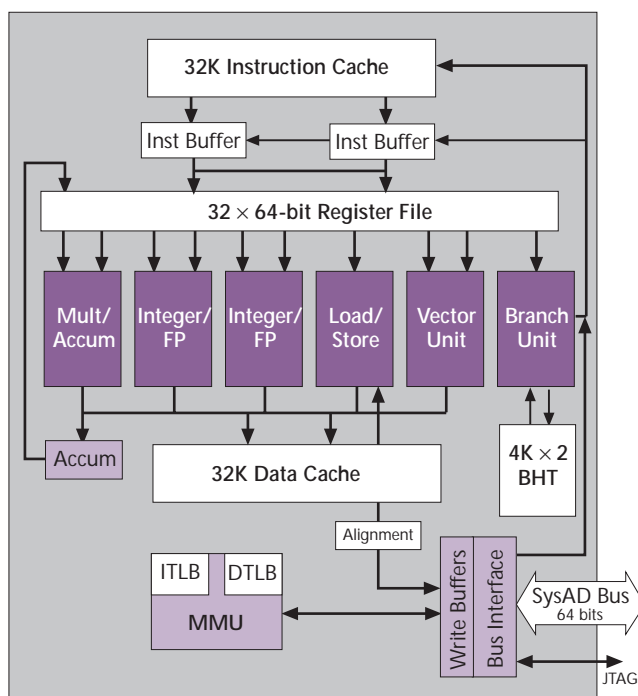 32K Instruction Cache
Inst Buffer
Inst Buffer
32 × 64-bit Register File
Mult/
Accum
Integer/
FP
Integer/
FP
Load/
Store
Vector
Unit
Branch
Unit
Accum
32K Data Cache
4K × 2
BHT
Alignment
ITLB
DTLB
MMU
Write Buffers
Bus Interface
SysAD Bus
64 bits
JTAG